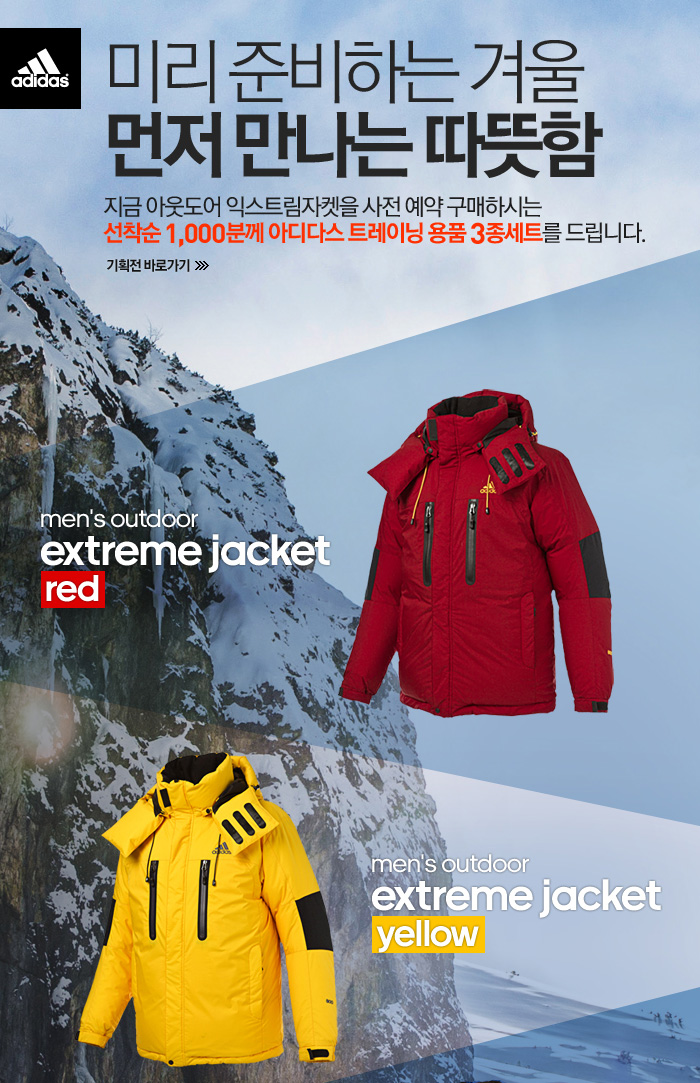 adidas
미리 준비하는 겨울
먼저 만나는 따뜻함
지금 아웃도어 익스트림자켓을 사전 예약 구매하시는
선착순 1,000분께 아디다스 트레이닝 용품 3종세트를 드립니다.
기획전 바로가기 >>>
adidas
men's outdoor
extreme jacket
red
adidas
men's outdoor
extreme jacket
yellow